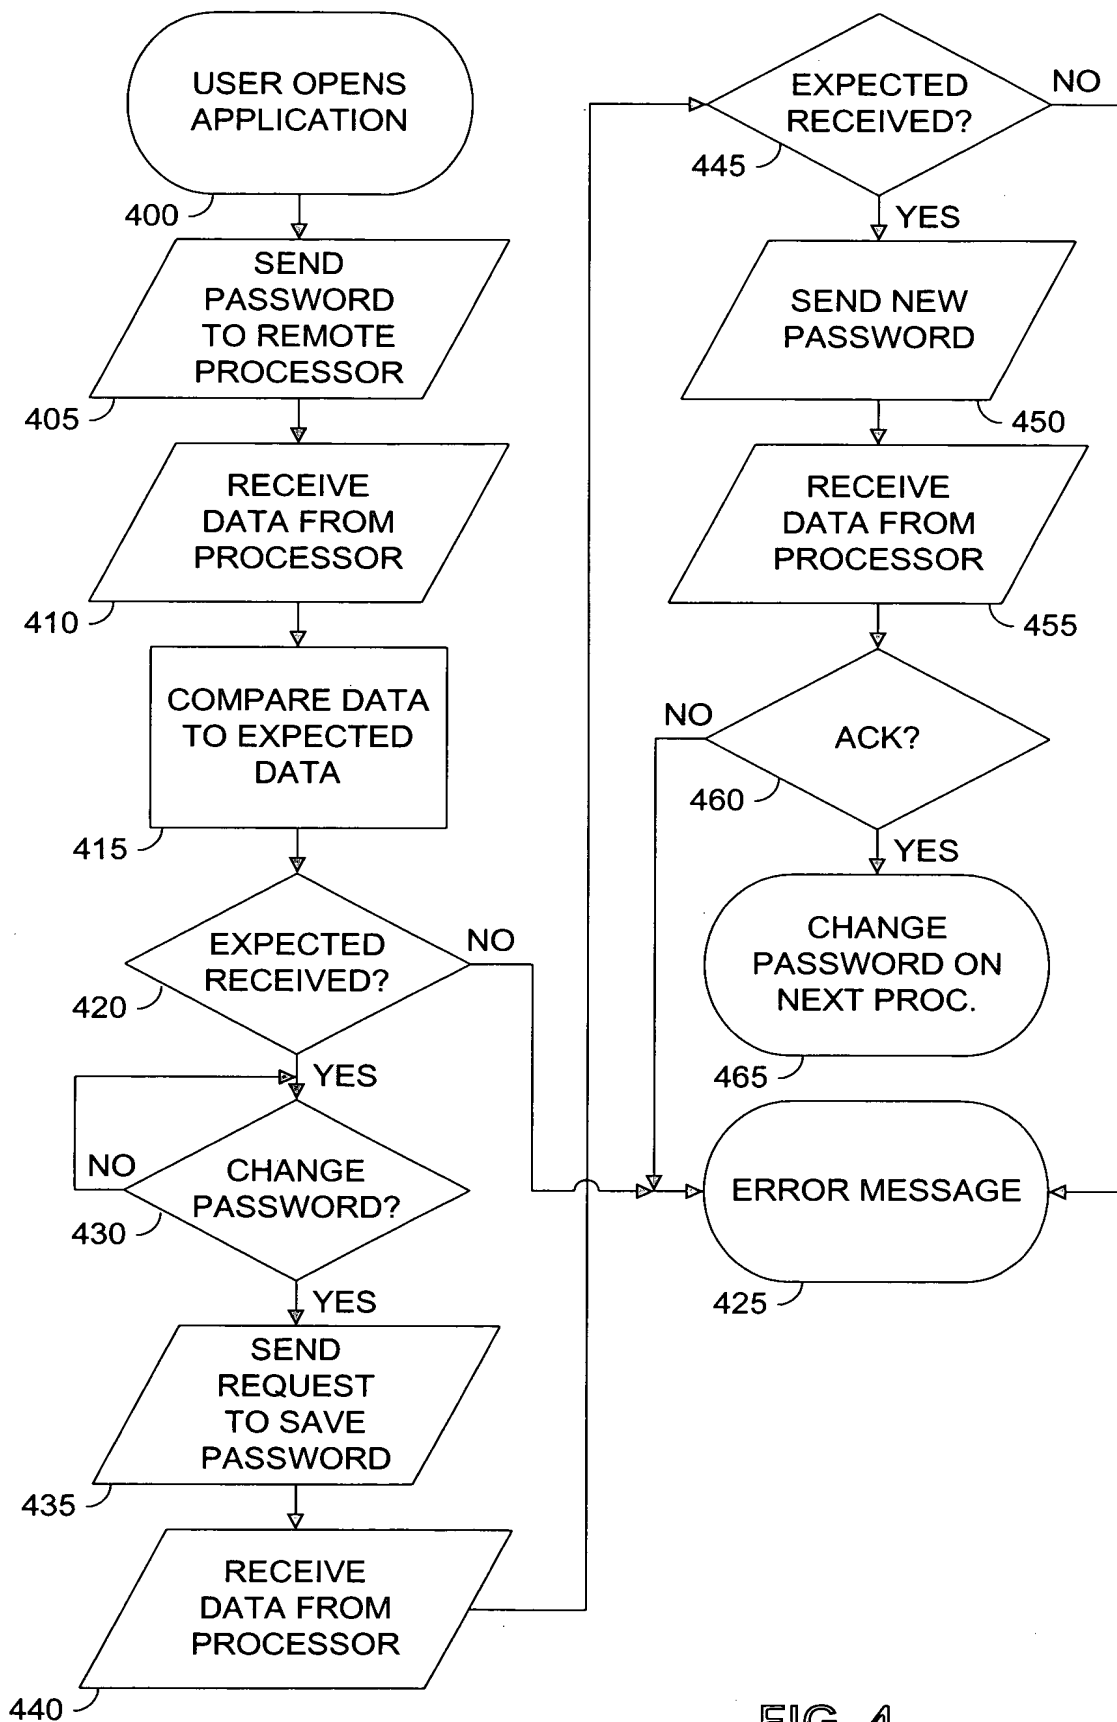 USER OPENS
APPLICATION
400
SEND
PASSWORD
TO REMOTE
PROCESSOR
405
RECEIVE
DATA FROM
PROCESSOR
410
COMPARE DATA
TO EXPECTED
DATA
415
EXPECTED
RECEIVED?
NO
420
YES
CHANGE
PASSWORD?
NO
430
YES
SEND
REQUEST
TO SAVE
PASSWORD
435
RECEIVE
DATA FROM
PROCESSOR
440
EXPECTED
RECEIVED?
NO
445
YES
SEND NEW
PASSWORD
450
RECEIVE
DATA FROM
PROCESSOR
455
ACK?
NO
460
YES
CHANGE
PASSWORD ON
NEXT PROC.
465
ERROR MESSAGE
425
FIG. 4